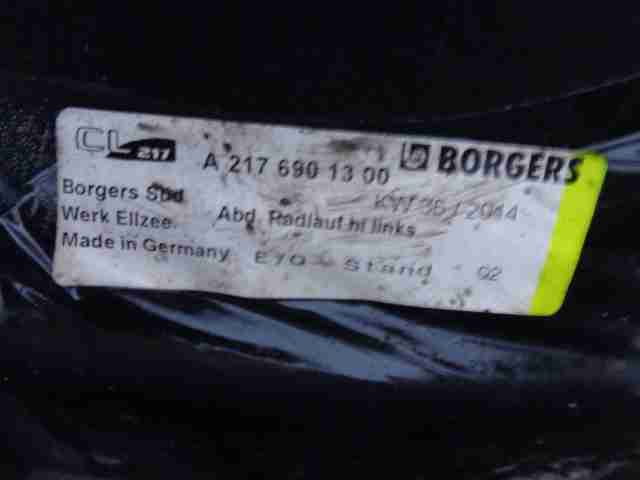 CL 217
A 217 690 13 00
BORGERS
KW 36 / 2014
Borgers Süd
Werk Ellzee
Abd. Radlauf hi links
Made in Germany
E/Q - Stand 02